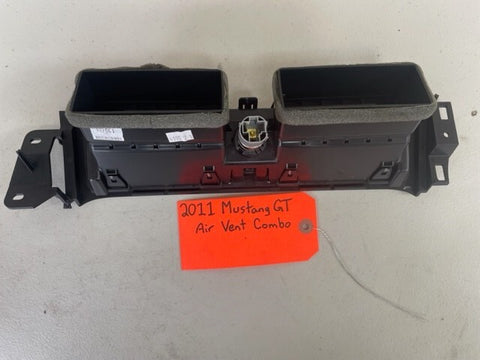 2011 Mustang GT
Air Vent Combo